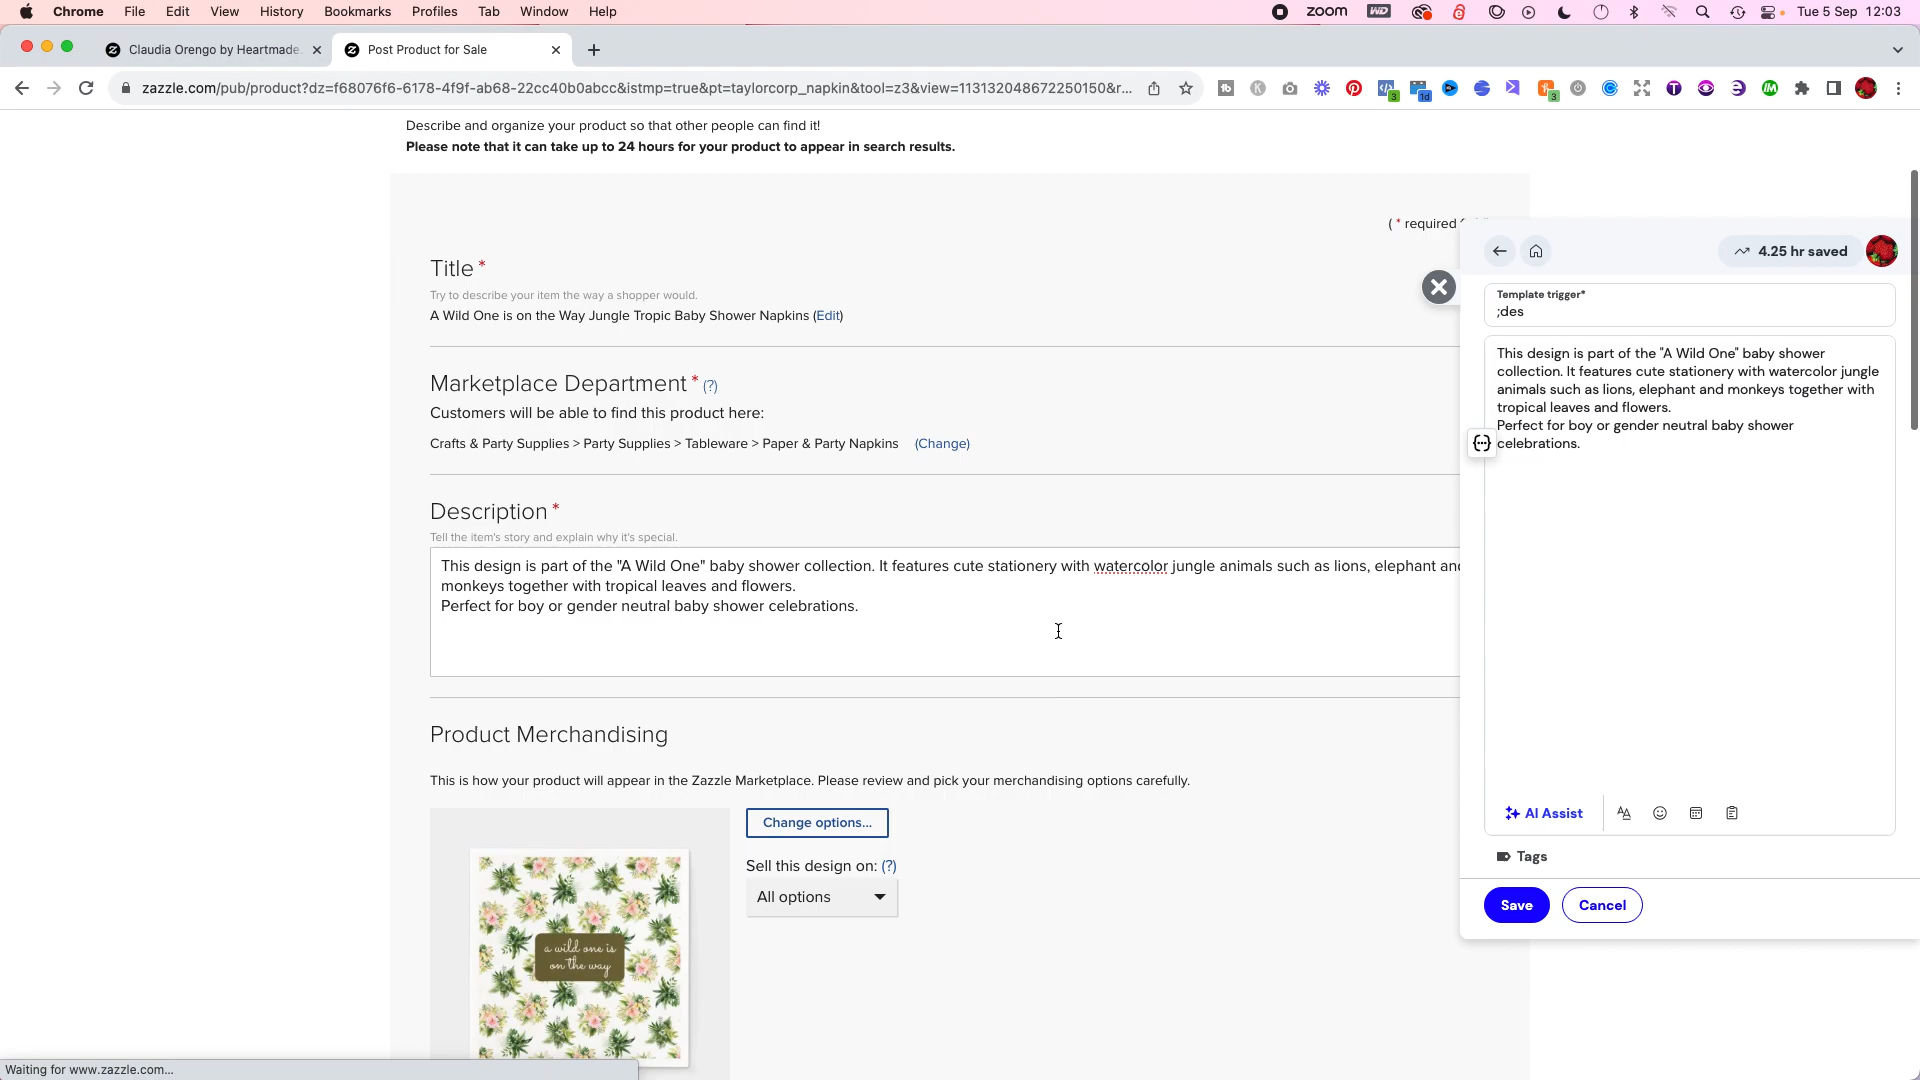 Chrome File Edit View History Bookmarks Profiles Tab Window Help
zoom WD Tue 5 Sep 12:03
Claudia Orengo by Heartmade
Post Product for Sale
zazzle.com/pub/product?dz=f68076f6-6178-4f9f-ab68-22cc40b0abcc&istmp=true&pt=taylorcorp_napkin&tool=z3&view=113132048672250150&r...
3
1d
3
Describe and organize your product so that other people can find it!
Please note that it can take up to 24 hours for your product to appear in search results.
( * required
Title *
Try to describe your item the way a shopper would.
A Wild One is on the Way Jungle Tropic Baby Shower Napkins (Edit)
Marketplace Department * (?)
Customers will be able to find this product here:
Crafts & Party Supplies > Party Supplies > Tableware > Paper & Party Napkins (Change)
Description *
Tell the item's story and explain why it's special.
This design is part of the "A Wild One" baby shower collection. It features cute stationery with watercolor jungle animals such as lions, elephant and
monkeys together with tropical leaves and flowers.
Perfect for boy or gender neutral baby shower celebrations.
Product Merchandising
This is how your product will appear in the Zazzle Marketplace. Please review and pick your merchandising options carefully.
Change options...
Sell this design on: (?)
All options
a wild one is
on the way
4.25 hr saved
Template trigger*
;des
This design is part of the "A Wild One" baby shower
collection. It features cute stationery with watercolor jungle
animals such as lions, elephant and monkeys together with
tropical leaves and flowers.
Perfect for boy or gender neutral baby shower
celebrations.
AI Assist
Tags
Save
Cancel
Waiting for www.zazzle.com...